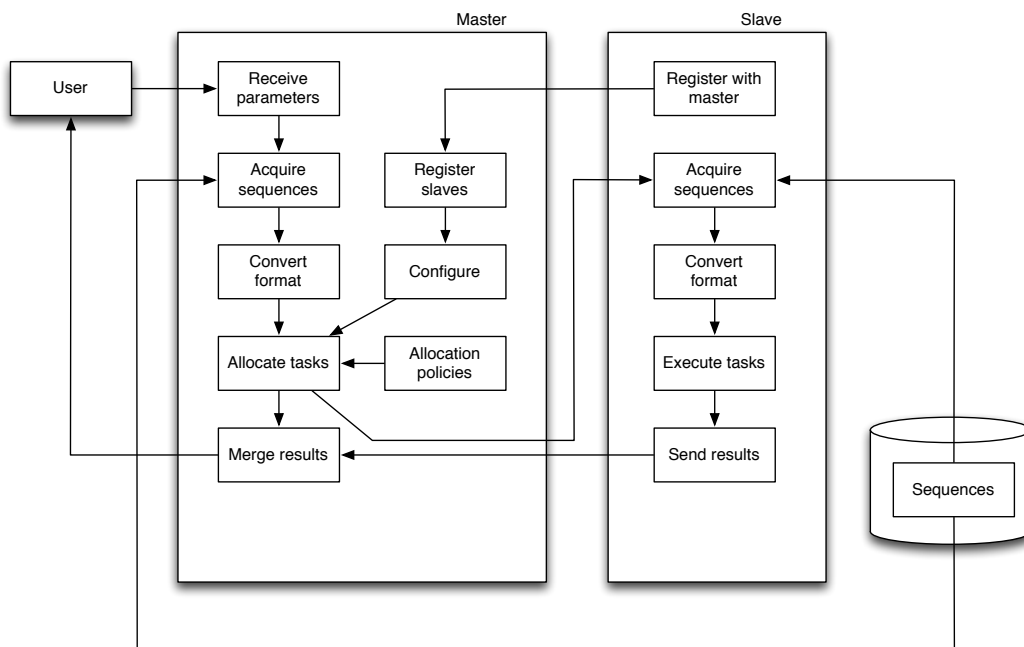 Master
Slave
User
Receive
parameters
Register with
master
Acquire
sequences
Register
slaves
Acquire
sequences
Convert
format
Configure
Convert
format
Allocate tasks
Allocation
policies
Execute tasks
Merge results
Send results
Sequences